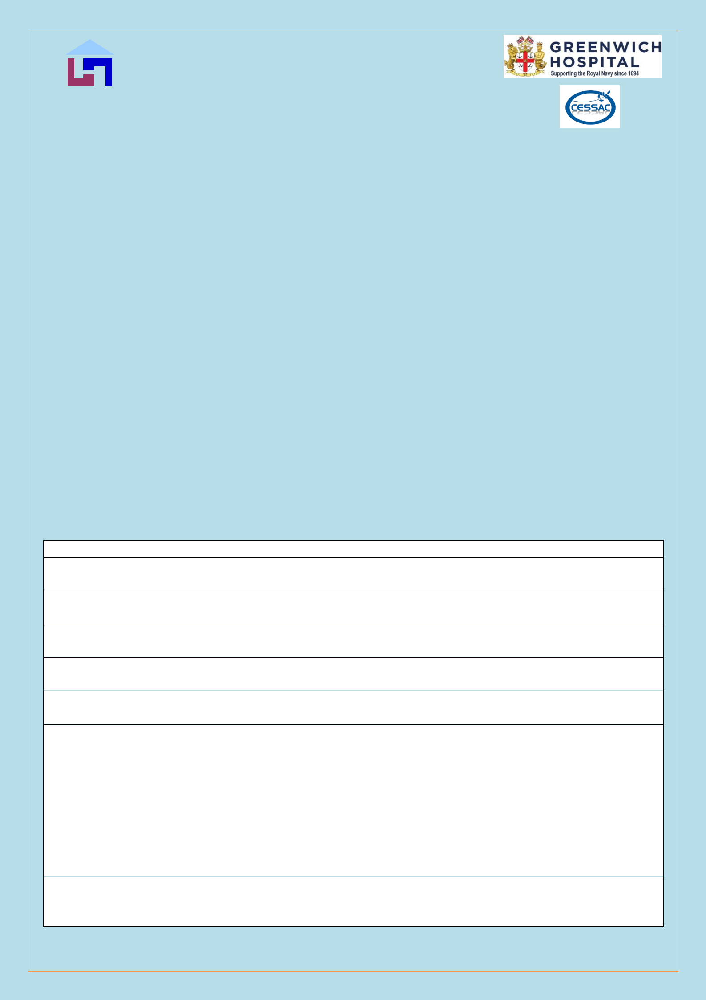 GREENWICH
HOSPITAL
Supporting the Royal Navy since 1694
CESSAC